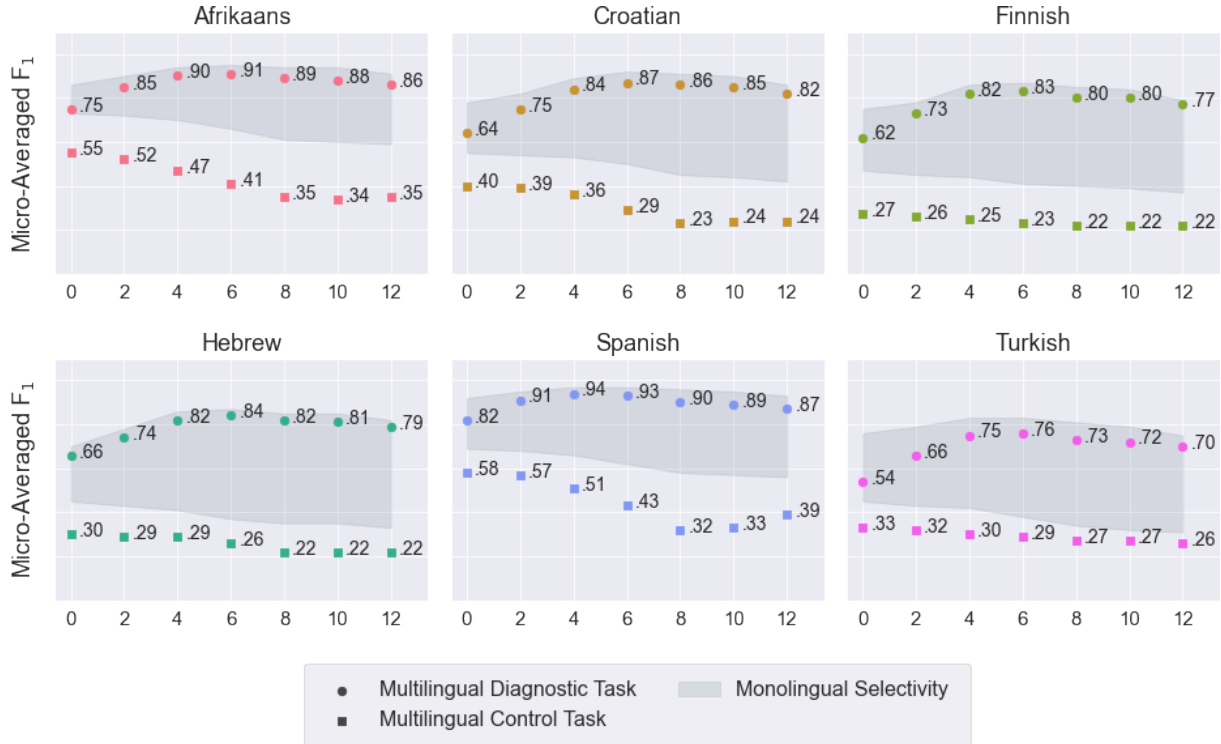 Afrikaans Croatian Finnish
Micro-Averaged F1
.75 .85 .90 .91 .89 .88 .86
.55 .52 .47 .41 .35 .34 .35
0 2 4 6 8 10 12
.64 .75 .84 .87 .86 .85 .82
.40 .39 .36 .29 .23 .24 .24
0 2 4 6 8 10 12
.62 .73 .82 .83 .80 .80 .77
.27 .26 .25 .23 .22 .22 .22
0 2 4 6 8 10 12
Hebrew Spanish Turkish
Micro-Averaged F1
.66 .74 .82 .84 .82 .81 .79
.30 .29 .29 .26 .22 .22 .22
0 2 4 6 8 10 12
.82 .91 .94 .93 .90 .89 .87
.58 .57 .51 .43 .32 .33 .39
0 2 4 6 8 10 12
.54 .66 .75 .76 .73 .72 .70
.33 .32 .30 .29 .27 .27 .26
0 2 4 6 8 10 12
Multilingual Diagnostic Task Monolingual Selectivity
Multilingual Control Task